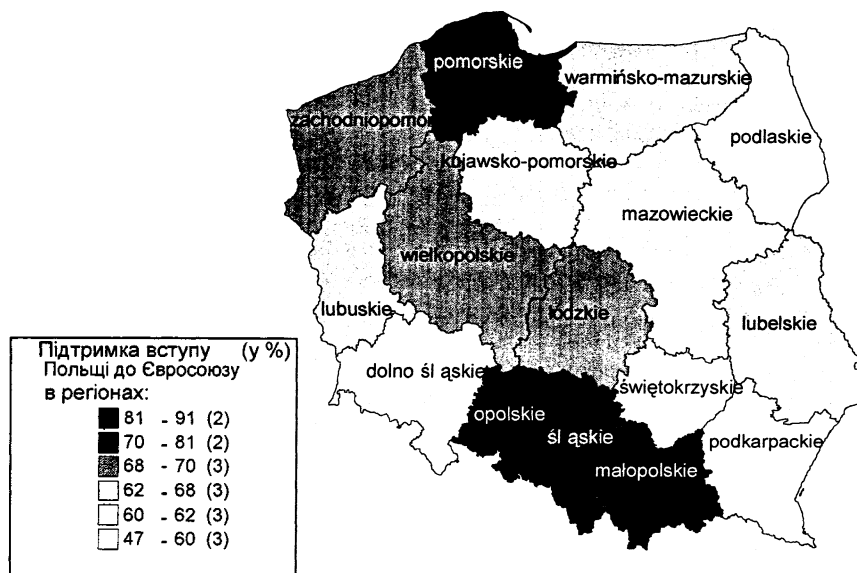 pomorskie
warmińsko-mazurskie
zachodniopomor
podlaskie
kujawsko-pomorskie
mazowieckie
wielkopolskie
lubuskie
łódzkie
lubelskie
dolno śl ąskie
świętokrzyskie
opolskie
śl ąskie
podkarpackie
małopolskie
Підтримка вступу (у %)
Польщі до Євросоюзу
в регіонах:
81 - 91 (2)
70 - 81 (2)
68 - 70 (3)
62 - 68 (3)
60 - 62 (3)
47 - 60 (3)